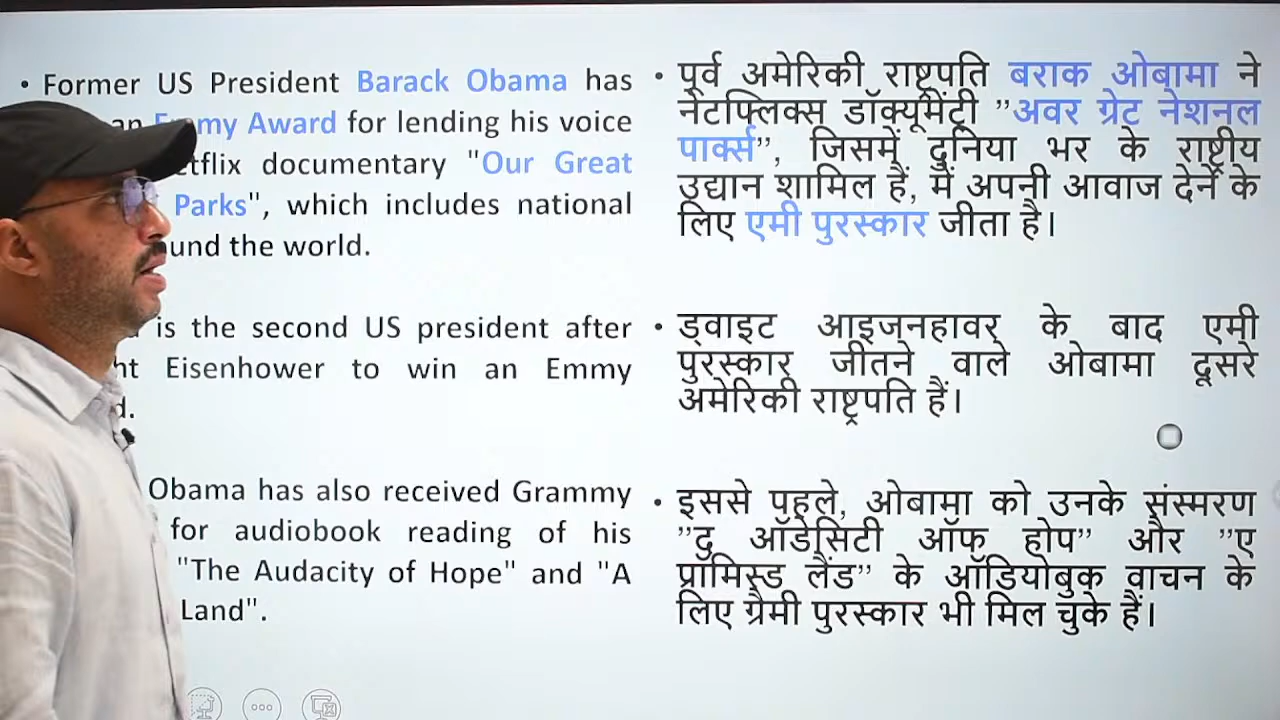 • Former US President Barack Obama has
an Emmy Award for lending his voice
documentary "Our Great
Parks", which includes national
the world.
is the second US president after
Eisenhower to win an Emmy
Obama has also received Grammy
for audiobook reading of his
"The Audacity of Hope" and "A
Land".
• पूर्व अमेरिकी राष्ट्रपति बराक ओबामा ने
नेटफ्लिक्स डॉक्यूमेंट्री ”अवर ग्रेट नेशनल
पार्क्स”, जिसमें दुनिया भर के राष्ट्रीय
उद्यान शामिल हैं, में अपनी आवाज देने के
लिए एमी पुरस्कार जीता है।
• ड्वाइट आइजनहावर के बाद एमी
पुरस्कार जीतने वाले ओबामा दूसरे
अमेरिकी राष्ट्रपति हैं।
• इससे पहले, ओबामा को उनके संस्मरण
”दु ऑडेसिटी ऑफ होप” और ”ए
प्रॉमिस्ड लैंड” के ऑडियोबुक वाचन के
लिए ग्रैमी पुरस्कार भी मिल चुके हैं।